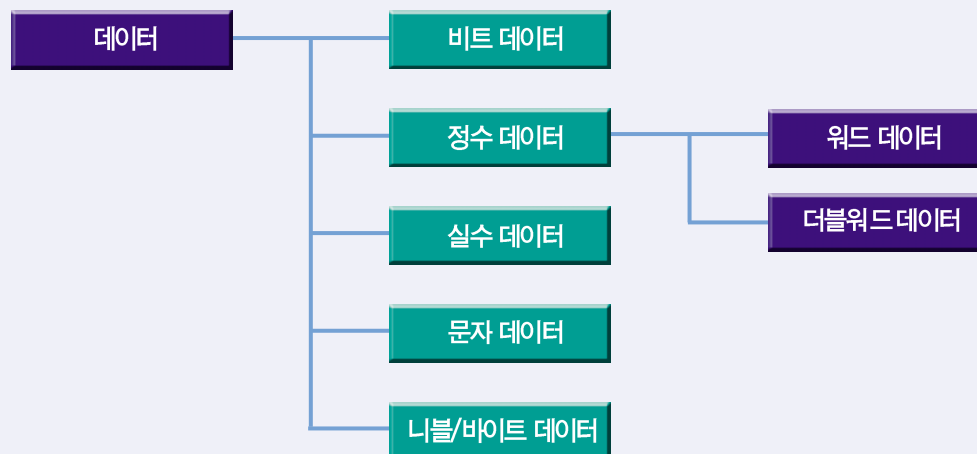 데이터
비트 데이터
정수 데이터
워드 데이터
더블워드 데이터
실수 데이터
문자 데이터
니블/바이트 데이터